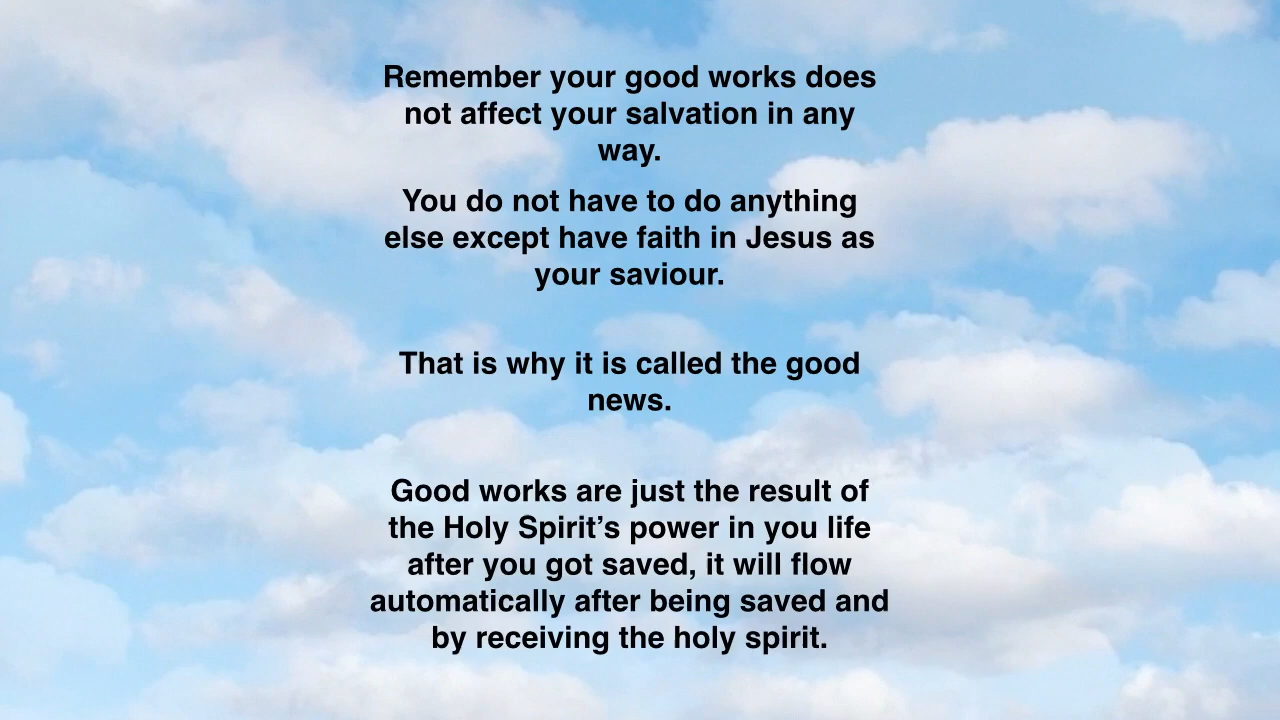 Remember your good works does
not affect your salvation in any
way.
You do not have to do anything
else except have faith in Jesus as
your saviour.
That is why it is called the good
news.
Good works are just the result of
the Holy Spirit’s power in you life
after you got saved, it will flow
automatically after being saved and
by receiving the holy spirit.